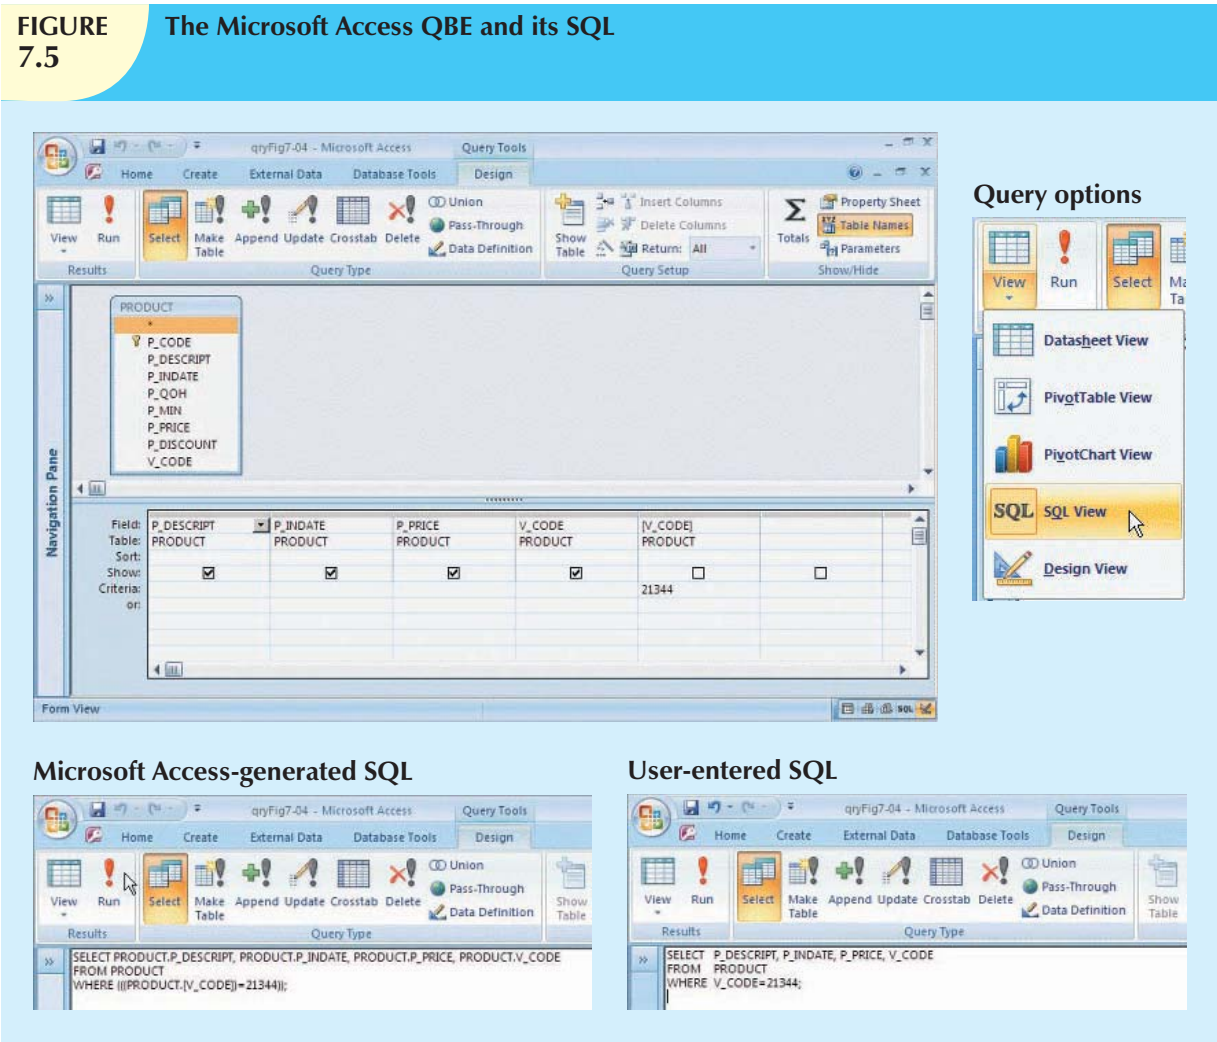 FIGURE
7.5
The Microsoft Access QBE and its SQL
qryFig7-04 - Microsoft Access
Query Tools
Home Create External Data Database Tools Design
View Run Select Make Table Append Update Crosstab Delete
Union
Pass-Through
Data Definition
Show Table
Insert Columns
Delete Columns
Return: All
Totals
Property Sheet
Table Names
Parameters
Results Query Type Query Setup Show/Hide
Navigation Pane
PRODUCT
*
P_CODE
P_DESCRIPT
P_INDATE
P_QOH
P_MIN
P_PRICE
P_DISCOUNT
V_CODE
Field: P_DESCRIPT P_INDATE P_PRICE V_CODE [V_CODE]
Table: PRODUCT PRODUCT PRODUCT PRODUCT PRODUCT
Sort:
Show:
Criteria: 21344
or:
Form View
SQL
Query options
View Run Select Ma
Ta
Datasheet View
PivotTable View
PivotChart View
SQL SQL View
Design View
Microsoft Access-generated SQL
qryFig7-04 - Microsoft Access
Query Tools
Home Create External Data Database Tools Design
View Run Select Make Table Append Update Crosstab Delete
Union
Pass-Through
Data Definition
Show Table
Results Query Type
SELECT PRODUCT.P_DESCRIPT, PRODUCT.P_INDATE, PRODUCT.P_PRICE, PRODUCT.V_CODE
FROM PRODUCT
WHERE (((PRODUCT.[V_CODE])=21344));
User-entered SQL
qryFig7-04 - Microsoft Access
Query Tools
Home Create External Data Database Tools Design
View Run Select Make Table Append Update Crosstab Delete
Union
Pass-Through
Data Definition
Show Table
Results Query Type
SELECT P_DESCRIPT, P_INDATE, P_PRICE, V_CODE
FROM PRODUCT
WHERE V_CODE=21344;